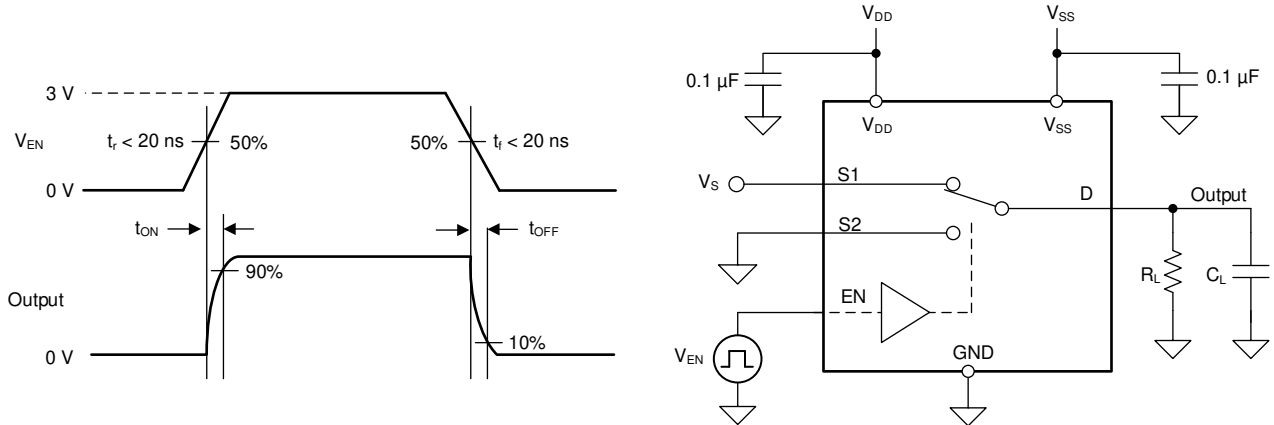 3 V
V_EN
t_r < 20 ns
50%
50%
t_f < 20 ns
0 V
t_ON
t_OFF
90%
Output
10%
0 V
V_DD
V_SS
0.1 µF
0.1 µF
V_DD
V_SS
V_S
S1
D
Output
S2
R_L
C_L
EN
V_EN
GND